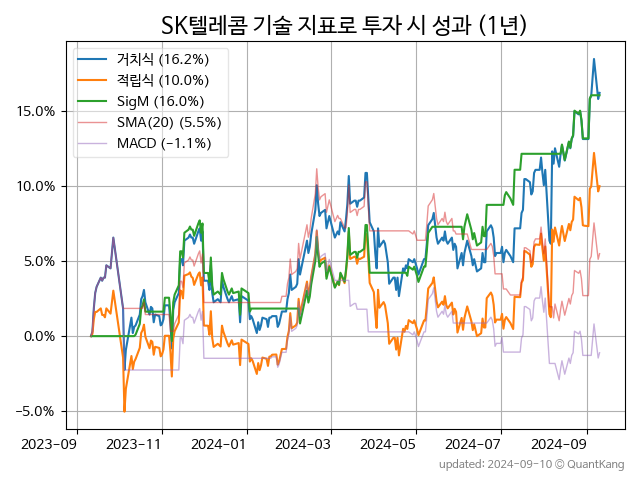 SK텔레콤 기술 지표로 투자 시 성과 (1년)
거치식 (16.2%)
적립식 (10.0%)
SigM (16.0%)
SMA(20) (5.5%)
MACD (−1.1%)
15.0%
10.0%
5.0%
0.0%
−5.0%
2023-09 2023-11 2024-01 2024-03 2024-05 2024-07 2024-09
updated: 2024-09-10 © QuantKang